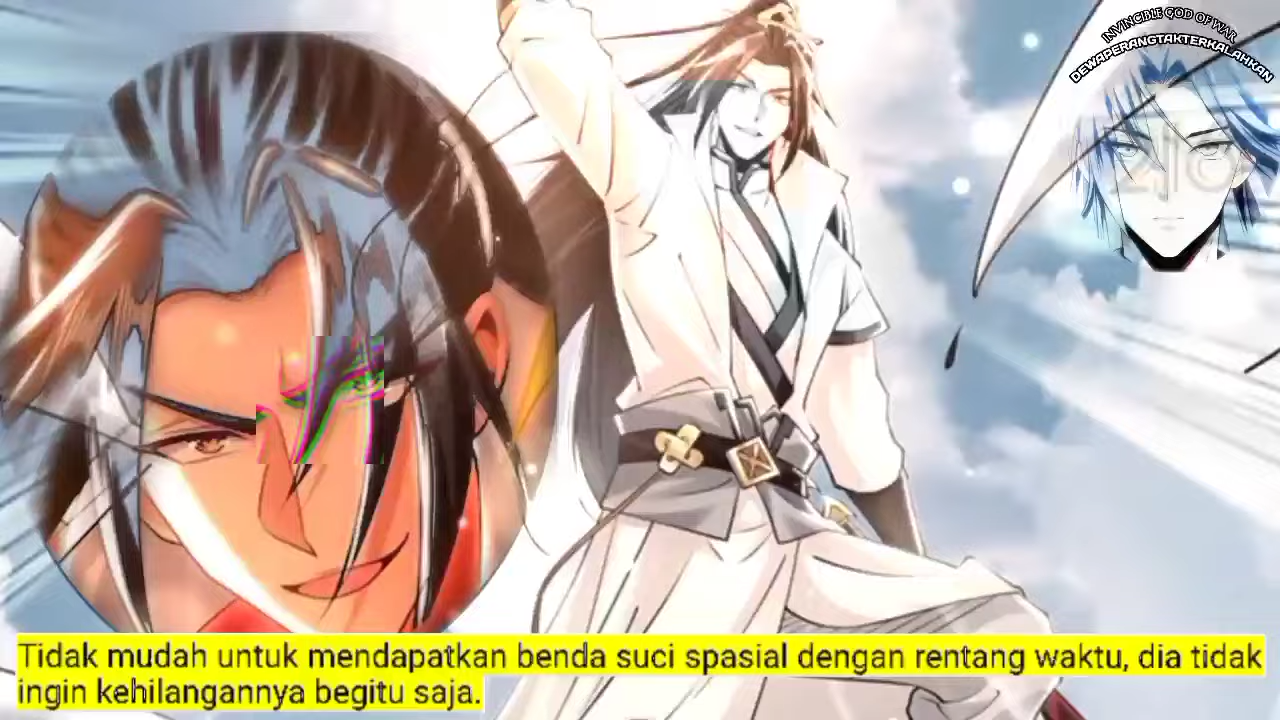 INVINCIBLE GOD OF WAR
DEWAPERANGTAKTERKALAHKAN
Tidak mudah untuk mendapatkan benda suci spasial dengan rentang waktu, dia tidak
ingin kehilangannya begitu saja.